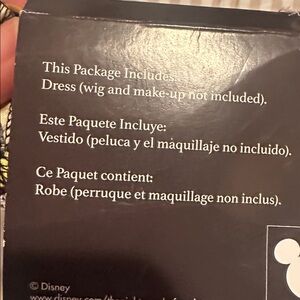 This Package Includes:
Dress (wig and make-up not included).
Este Paquete Incluye:
Vestido (peluca y el maquillaje no incluido).
Ce Paquet contient:
Robe (perruque et maquillage non inclus).
© Disney